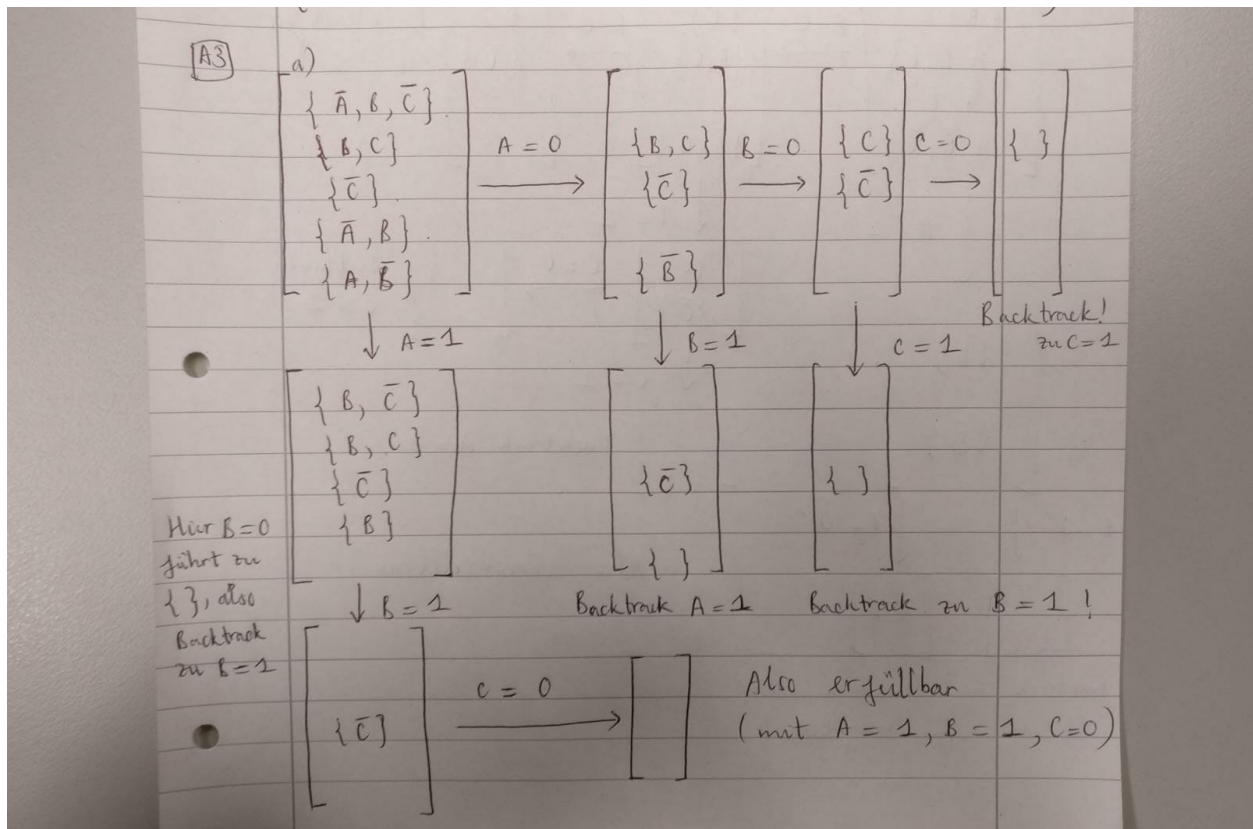 A3 a)
{ A̅, B, C̅ }
{ B, C } A = 0 { B, C } B = 0 { C } C = 0 { }
{ C̅ } { C̅ } { C̅ }
{ A̅, B }
{ A, B̅ } { B̅ }
Backtrack!
zu C = 1
A = 1 B = 1 C = 1
{ B, C̅ }
{ B, C }
{ C̅ } { C̅ } { }
{ B }
{ }
Hier B = 0
führt zu
{ }, also
Backtrack
zu B = 1
B = 1 Backtrack A = 1 Backtrack zu B = 1 !
{ C̅ } C = 0 Also erfüllbar
(mit A = 1, B = 1, C = 0)